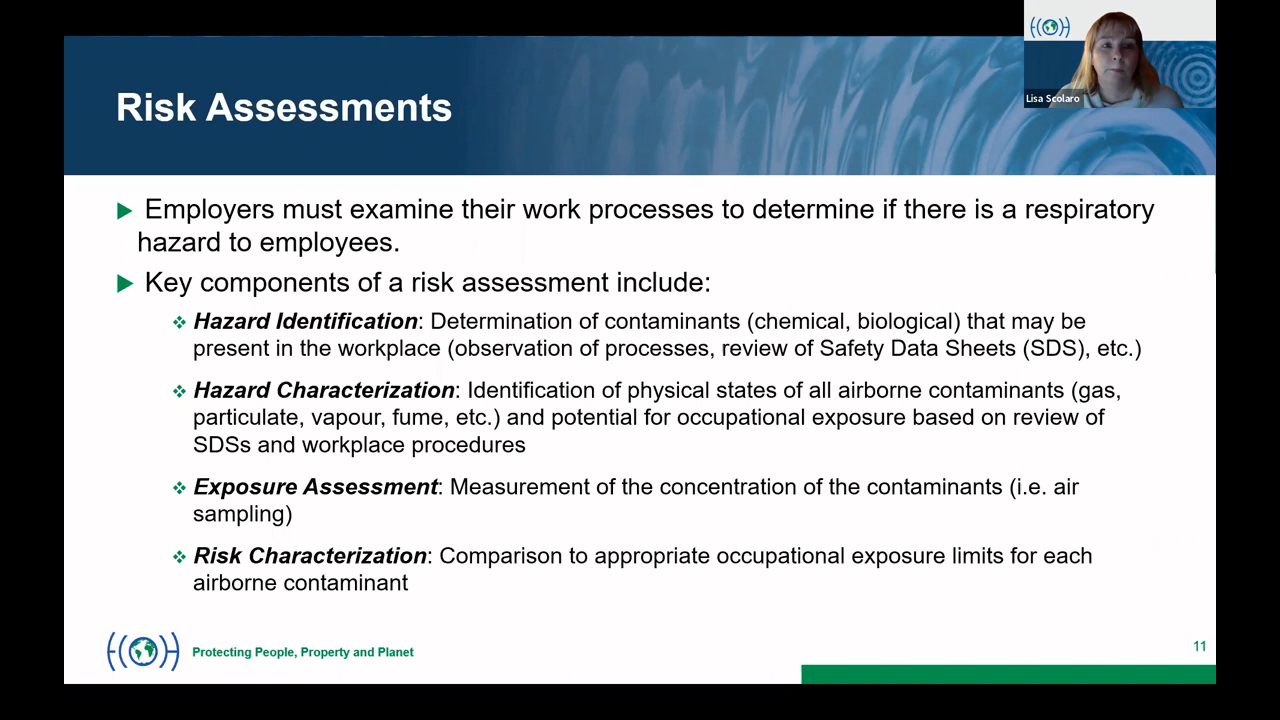 Lisa Scolaro
Risk Assessments
Employers must examine their work processes to determine if there is a respiratory
hazard to employees.
Key components of a risk assessment include:
Hazard Identification: Determination of contaminants (chemical, biological) that may be
present in the workplace (observation of processes, review of Safety Data Sheets (SDS), etc.)
Hazard Characterization: Identification of physical states of all airborne contaminants (gas,
particulate, vapour, fume, etc.) and potential for occupational exposure based on review of
SDSs and workplace procedures
Exposure Assessment: Measurement of the concentration of the contaminants (i.e. air
sampling)
Risk Characterization: Comparison to appropriate occupational exposure limits for each
airborne contaminant
Protecting People, Property and Planet
11